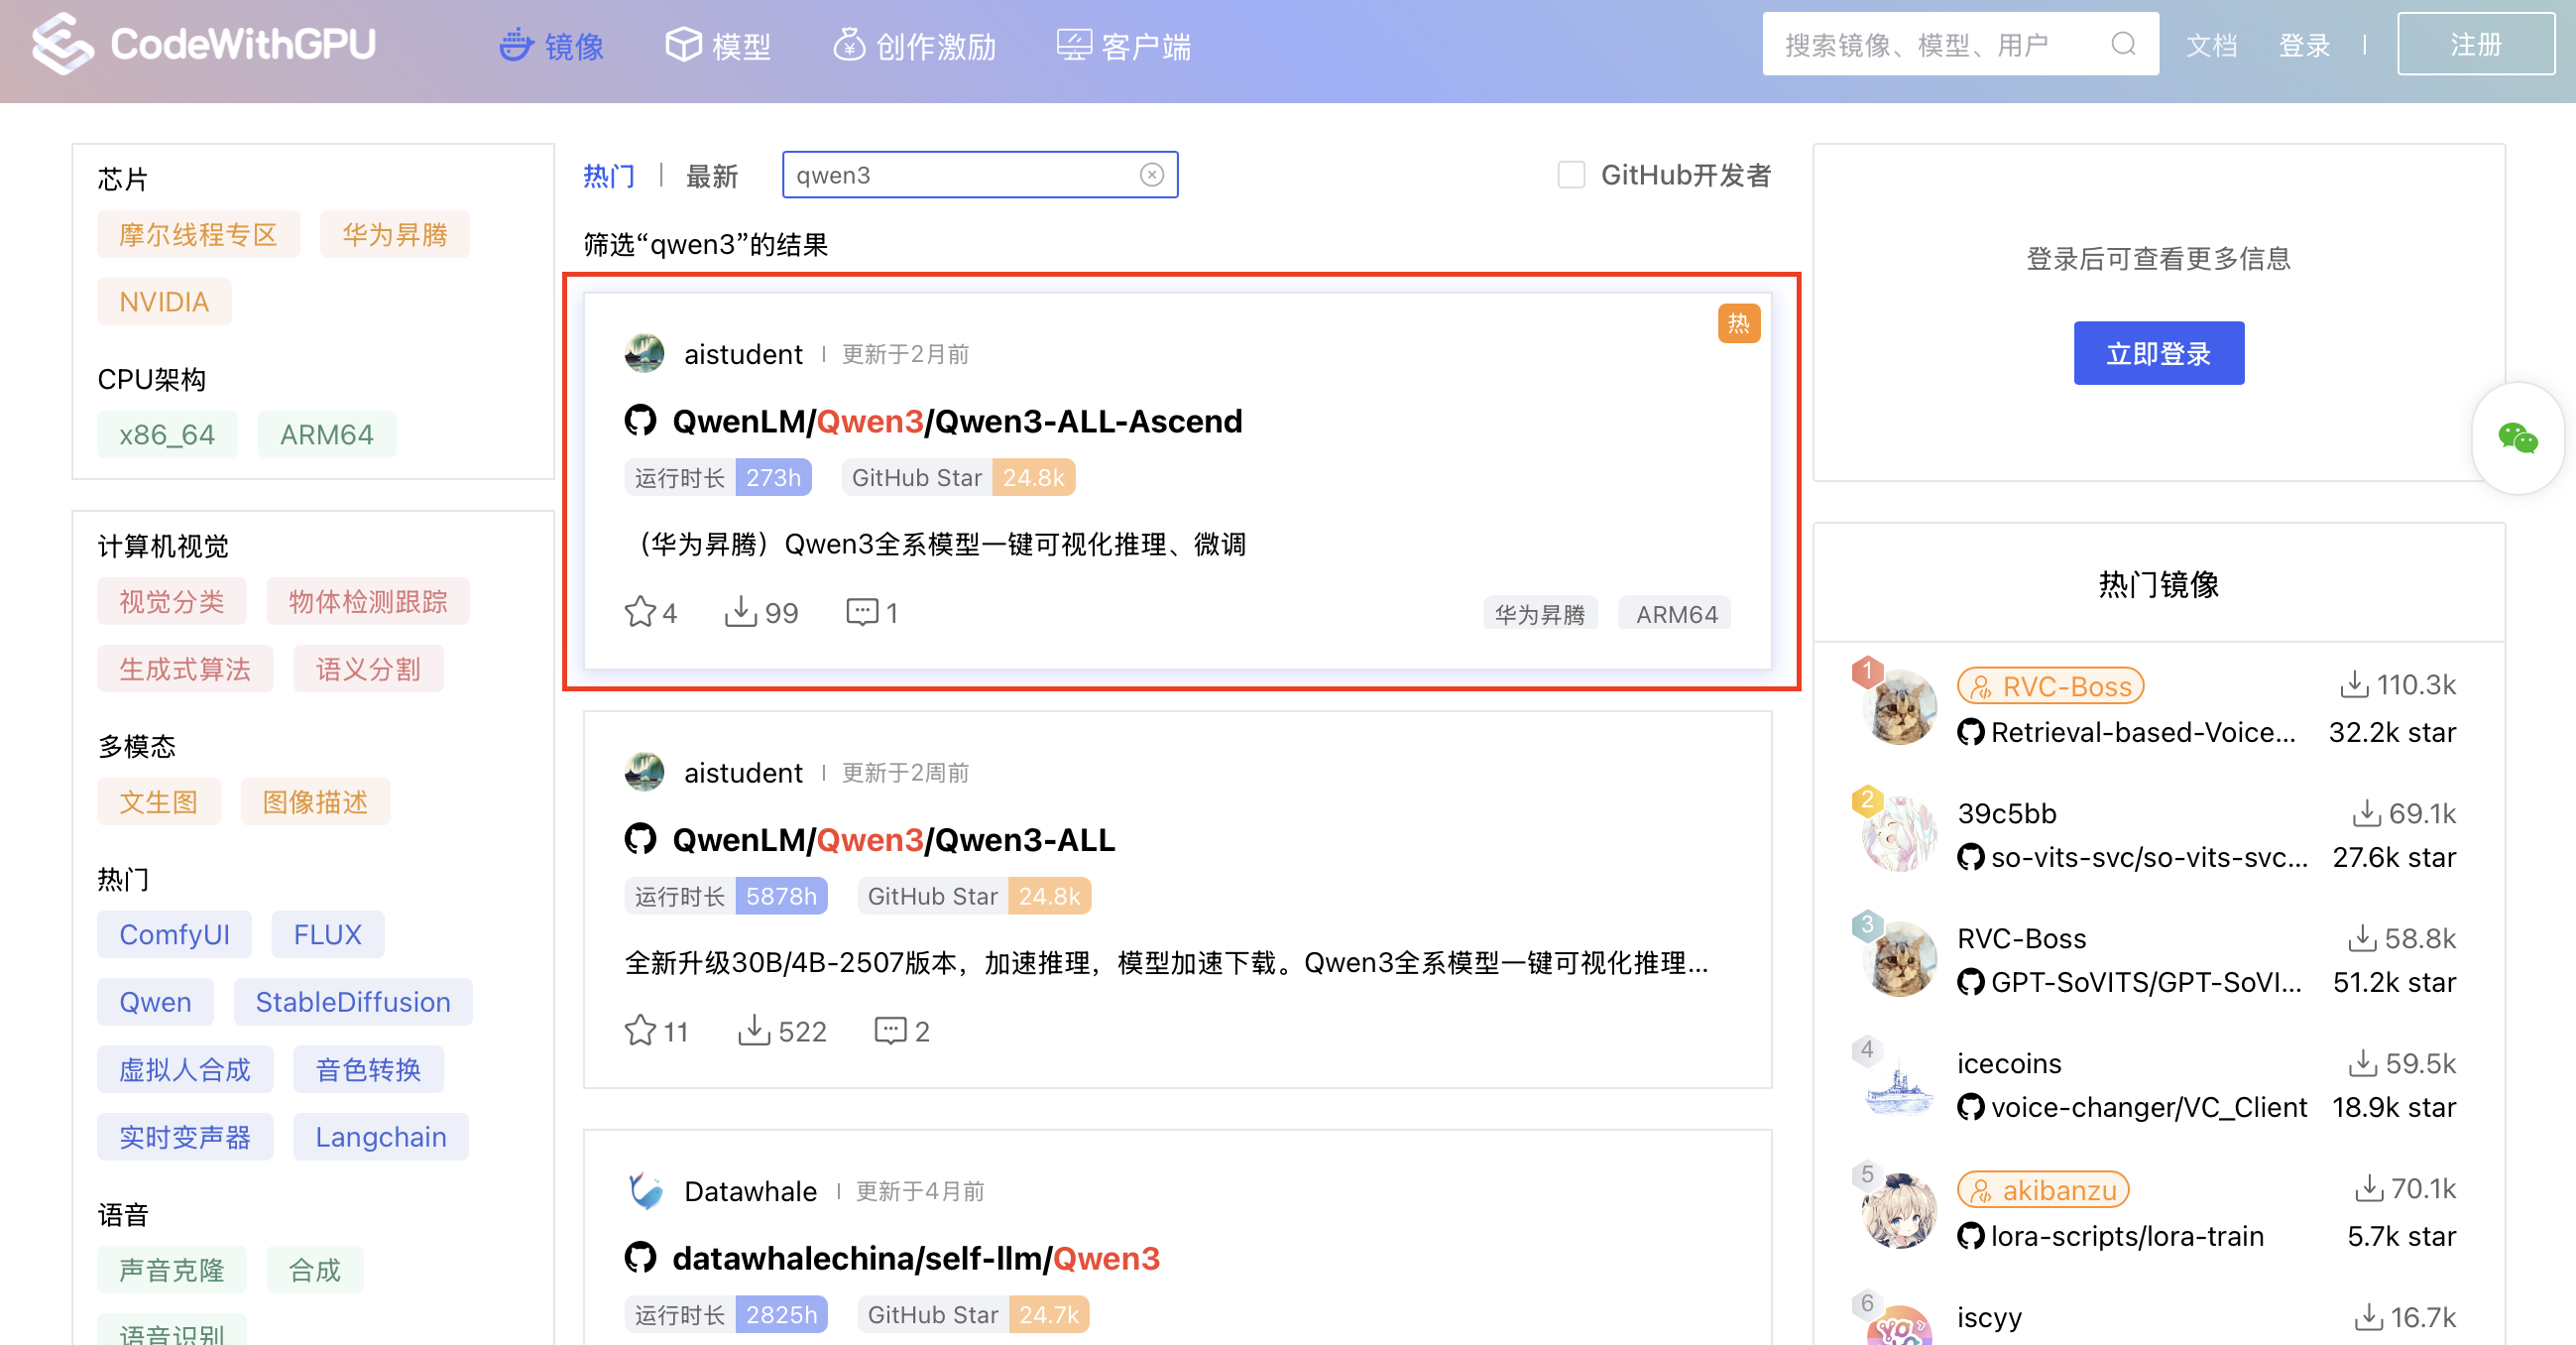 CodeWithGPU
镜像
模型
创作激励
客户端
搜索镜像、模型、用户
文档
登录
注册
芯片
摩尔线程专区
华为昇腾
NVIDIA
CPU架构
x86_64
ARM64
计算机视觉
视觉分类
物体检测跟踪
生成式算法
语义分割
多模态
文生图
图像描述
热门
ComfyUI
FLUX
Qwen
StableDiffusion
虚拟人合成
音色转换
实时变声器
Langchain
语音
声音克隆
合成
语音识别
热门 | 最新
qwen3
GitHub开发者
筛选“qwen3”的结果
热
aistudent | 更新于2月前
QwenLM/Qwen3/Qwen3-ALL-Ascend
运行时长 273h GitHub Star 24.8k
（华为昇腾）Qwen3全系模型一键可视化推理、微调
4 99 1
华为昇腾 ARM64
aistudent | 更新于2周前
QwenLM/Qwen3/Qwen3-ALL
运行时长 5878h GitHub Star 24.8k
全新升级30B/4B-2507版本，加速推理，模型加速下载。Qwen3全系模型一键可视化推理...
11 522 2
Datawhale | 更新于4月前
datawhalechina/self-llm/Qwen3
运行时长 2825h GitHub Star 24.7k
登录后可查看更多信息
立即登录
热门镜像
1 RVC-Boss 110.3k
Retrieval-based-Voice... 32.2k star
2 39c5bb 69.1k
so-vits-svc/so-vits-svc... 27.6k star
3 RVC-Boss 58.8k
GPT-SoVITS/GPT-SoVI... 51.2k star
4 icecoins 59.5k
voice-changer/VC_Client 18.9k star
5 akibanzu 70.1k
lora-scripts/lora-train 5.7k star
6 iscyy 16.7k